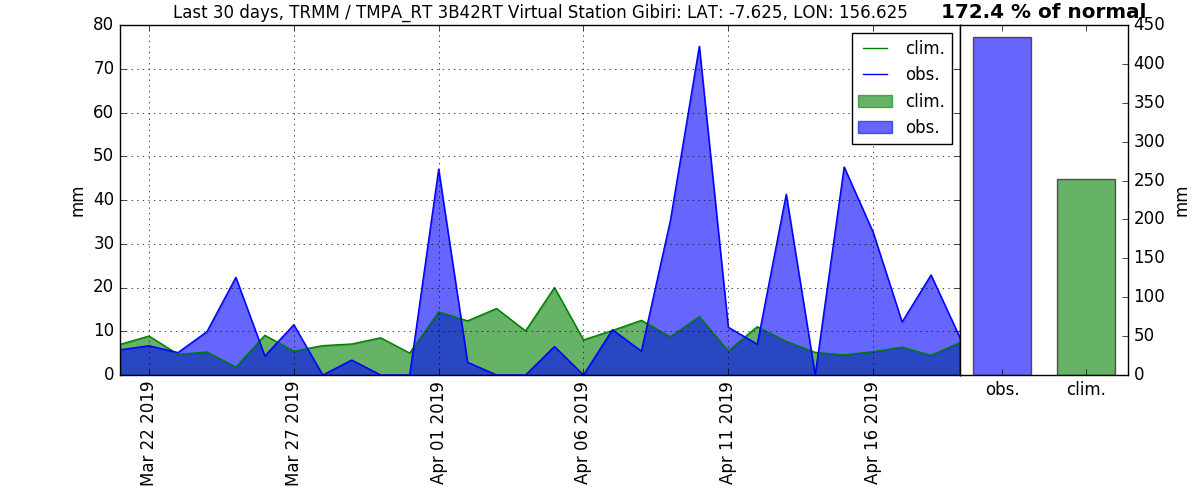 Last 30 days, TRMM / TMPA_RT 3B42RT Virtual Station Gibiri: LAT: -7.625, LON: 156.625
172.4 % of normal
80
70
60
50
40
30
20
10
0
mm
clim.
obs.
clim.
obs.
Mar 22 2019
Mar 27 2019
Apr 01 2019
Apr 06 2019
Apr 11 2019
Apr 16 2019
450
400
350
300
250
200
150
100
50
0
mm
obs.
clim.